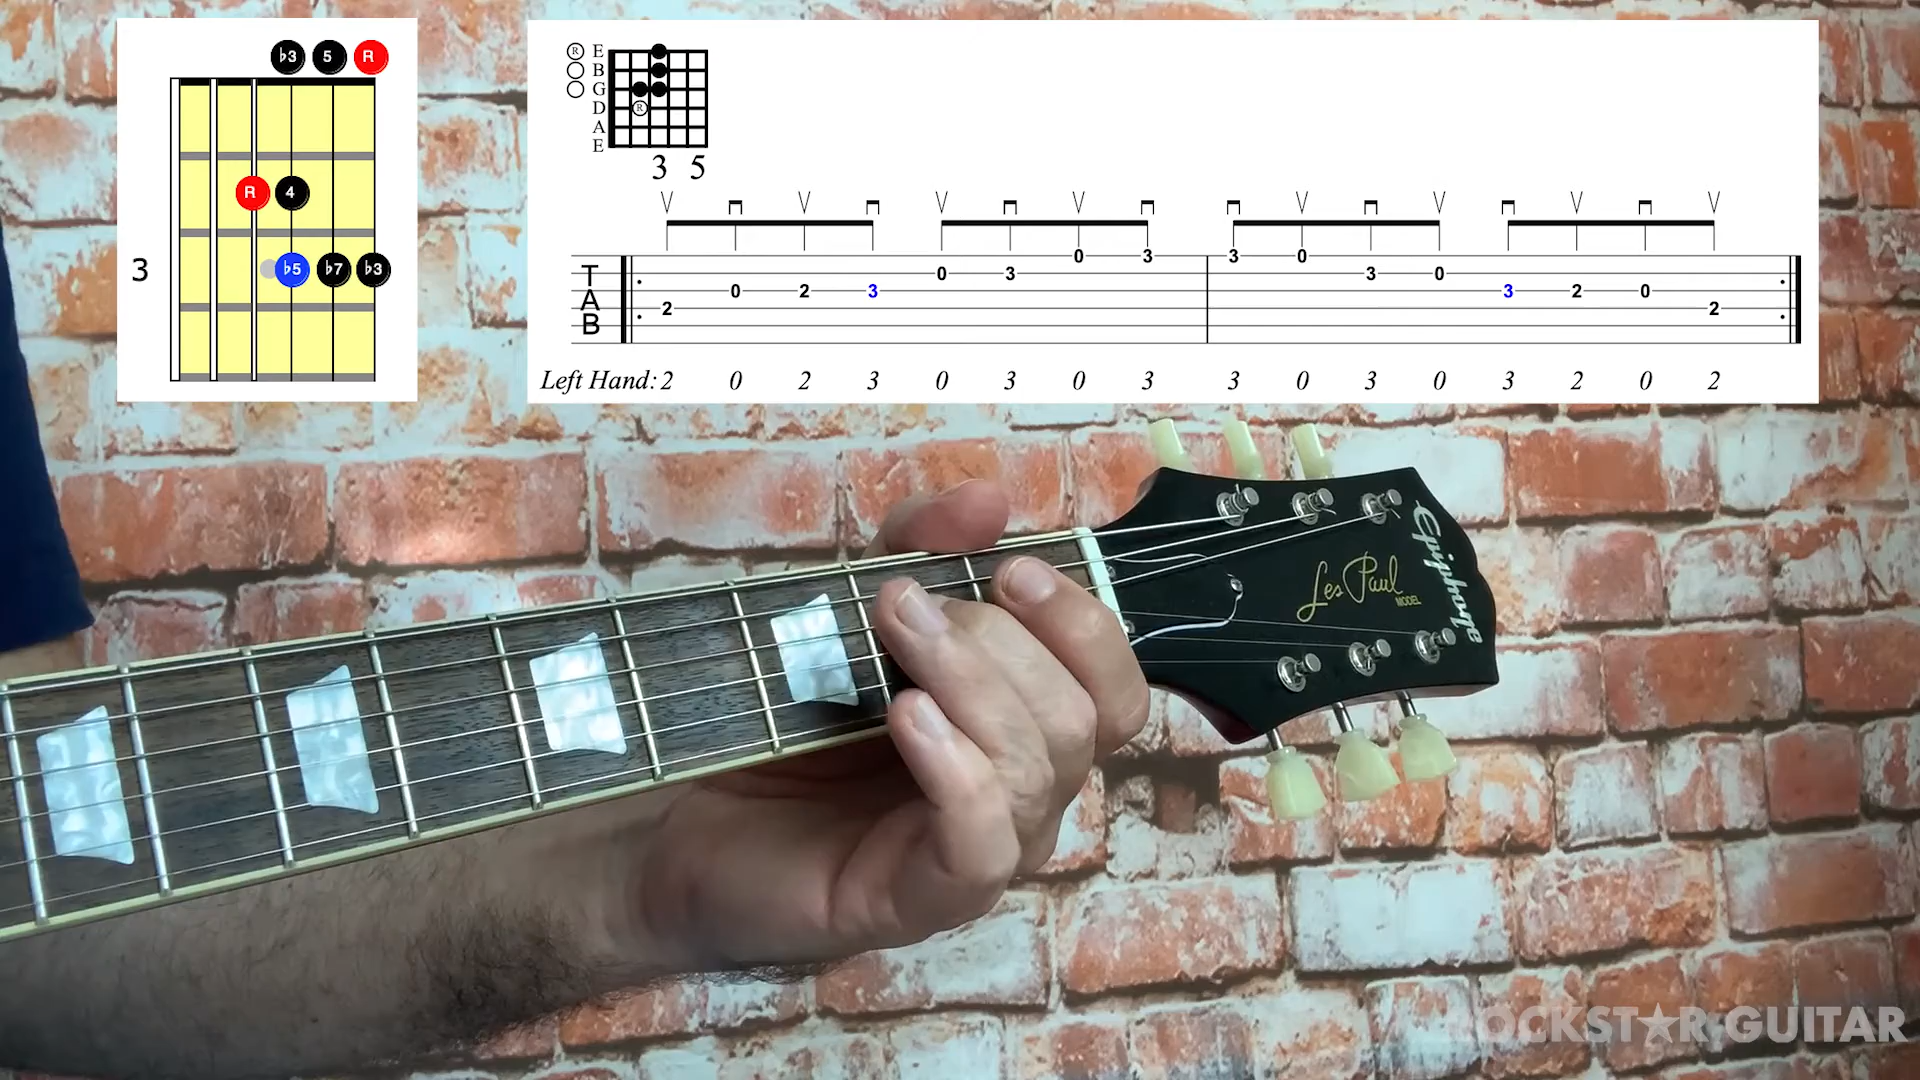 ♭3 5 R
R 4
3 ♭5 ♭7 ♭3
R E
B
G
D R
A
E
3 5
T
A
B
2 0 2 3 0 3 0 3 3 0 3 0 3 2 0 2
Left Hand: 2 0 2 3 0 3 0 3 3 0 3 0 3 2 0 2
Epiphone
Les Paul
MODEL
ROCKSTAR GUITAR